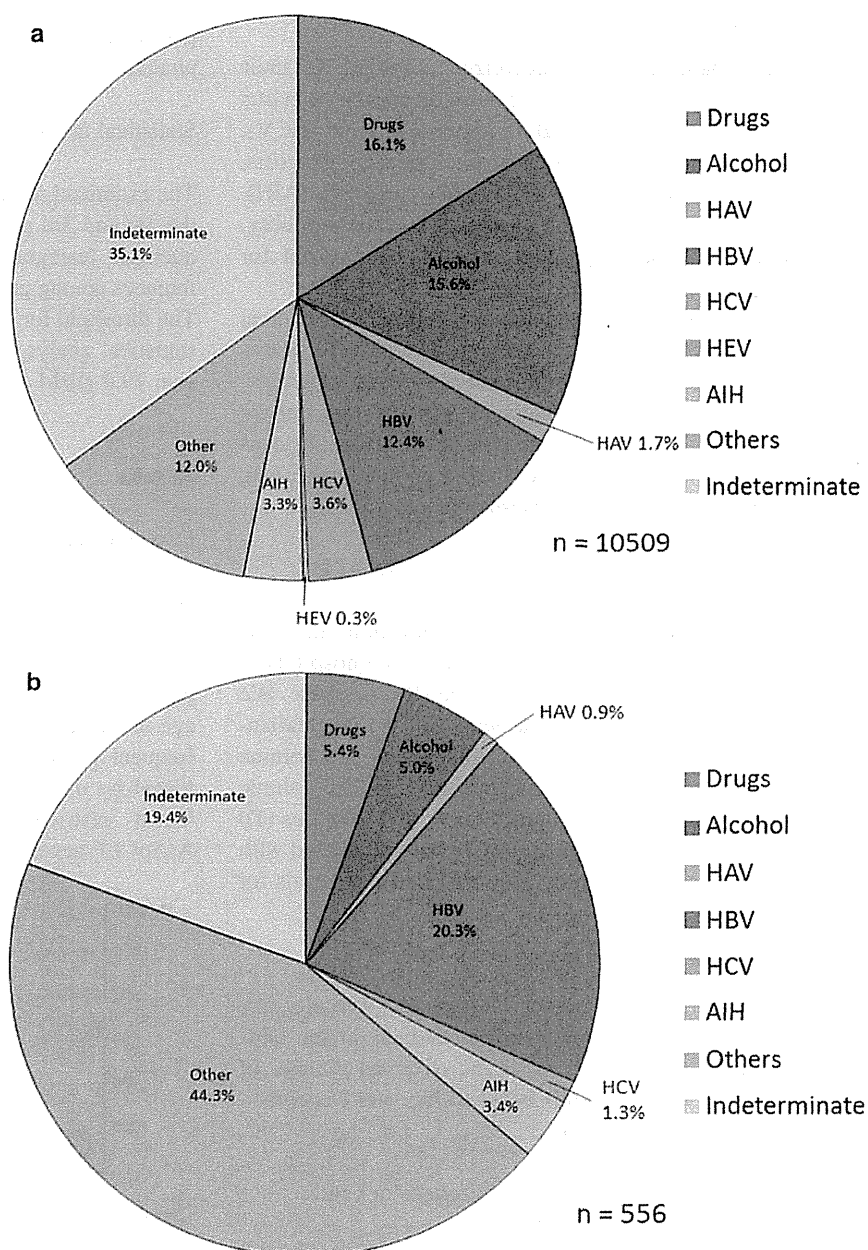 a
Drugs
16.1%
Alcohol
15.6%
HAV 1.7%
HBV
12.4%
HCV
3.6%
HEV 0.3%
AIH
3.3%
Other
12.0%
Indeterminate
35.1%
Drugs
Alcohol
HAV
HBV
HCV
HEV
AIH
Others
Indeterminate
n = 10509
b
Drugs
5.4%
Alcohol
5.0%
HAV 0.9%
HBV
20.3%
HCV
1.3%
AIH
3.4%
Other
44.3%
Indeterminate
19.4%
Drugs
Alcohol
HAV
HBV
HCV
AIH
Others
Indeterminate
n = 556